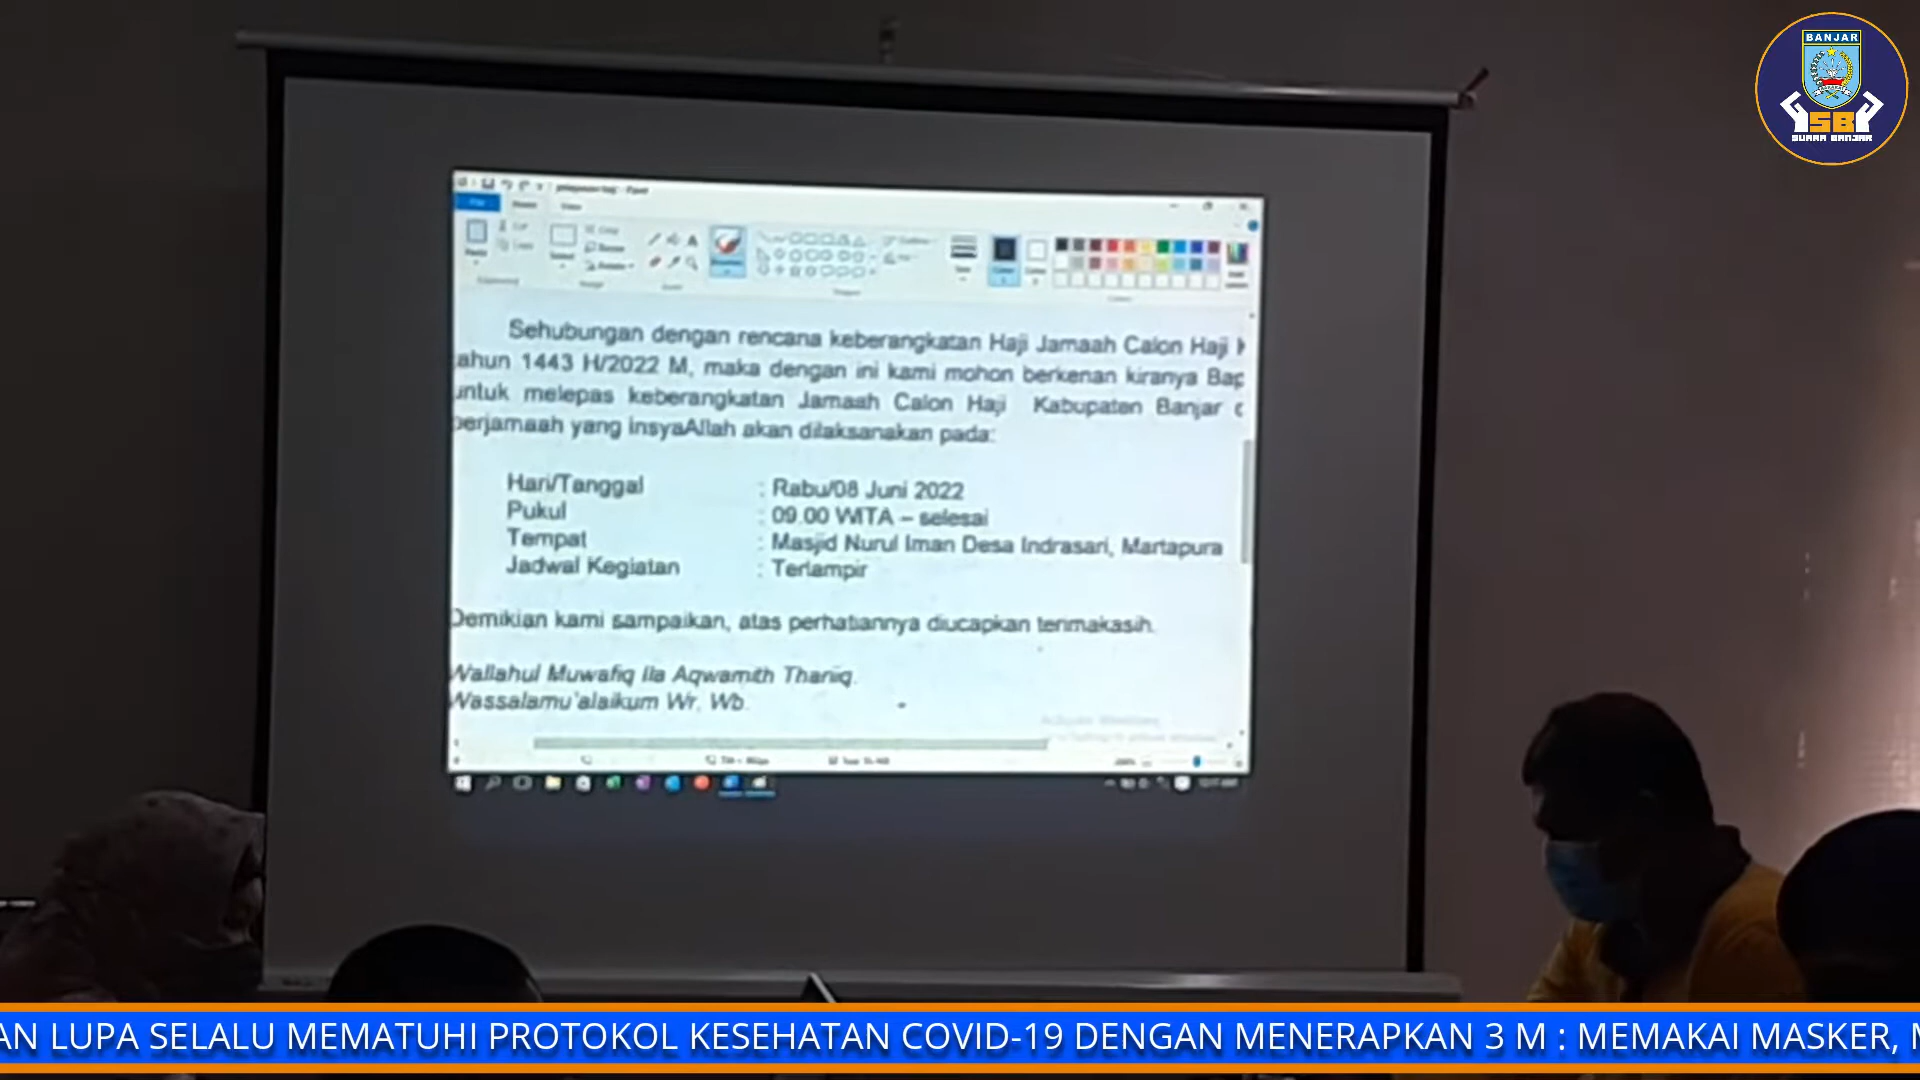 BANJAR
SB
SUARA BANJAR
Sehubungan dengan rencana keberangkatan Haji Jamaah Calon Haji
ahun 1443 H/2022 M, maka dengan ini kami mohon berkenan kiranya Bap
untuk melepas keberangkatan Jamaah Calon Haji Kabupaten Banjar
berjamaah yang insyaAllah akan dilaksanakan pada:
Hari/Tanggal : Rabu/08 Juni 2022
Pukul : 09.00 WITA – selesai
Tempat : Masjid Nurul Iman Desa Indrasari, Martapura
Jadwal Kegiatan : Terlampir
Demikian kami sampaikan, atas perhatiannya diucapkan terimakasih.
Wallahul Muwafiq Ila Aqwamith Thariq.
Wassalamu'alaikum Wr. Wb.
AN LUPA SELALU MEMATUHI PROTOKOL KESEHATAN COVID-19 DENGAN MENERAPKAN 3 M : MEMAKAI MASKER, M